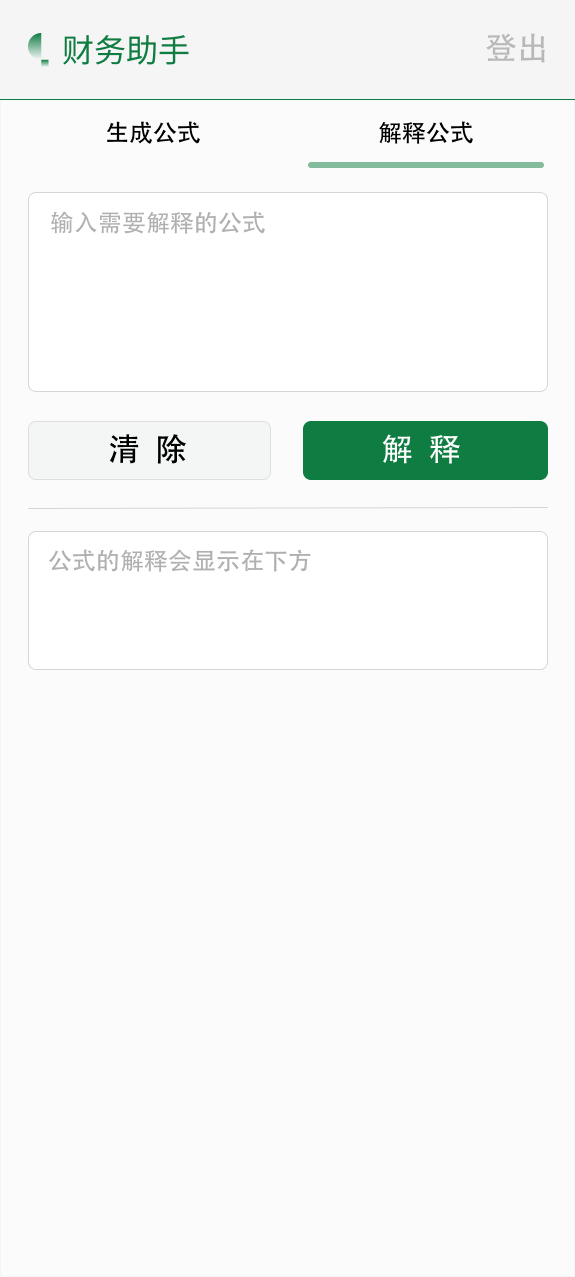 财务助手
登出
生成公式
解释公式
输入需要解释的公式
清 除
解 释
公式的解释会显示在下方